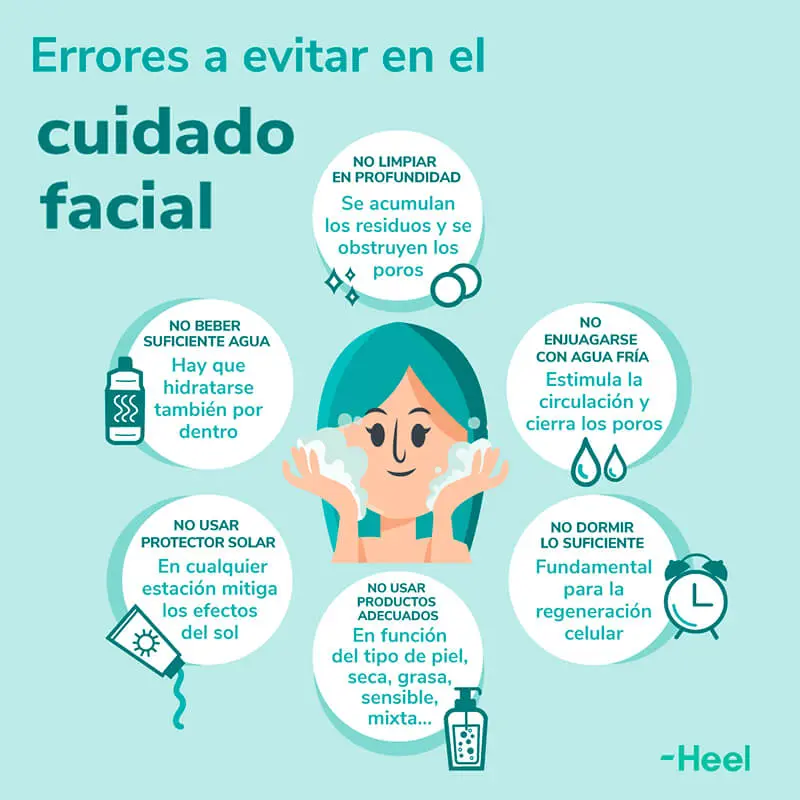 Errores a evitar en el
cuidado
facial
NO LIMPIAR
EN PROFUNDIDAD
Se acumulan
los residuos y se
obstruyen los
poros
NO BEBER
SUFICIENTE AGUA
Hay que
hidratarse
también por
dentro
NO
ENJUAGARSE
CON AGUA FRÍA
Estimula la
circulación y
cierra los poros
NO USAR
PROTECTOR SOLAR
En cualquier
estación mitiga
los efectos
del sol
NO DORMIR
LO SUFICIENTE
Fundamental
para la
regeneración
celular
NO USAR
PRODUCTOS
ADECUADOS
En función
del tipo de piel,
seca, grasa,
sensible,
mixta...
-Heel